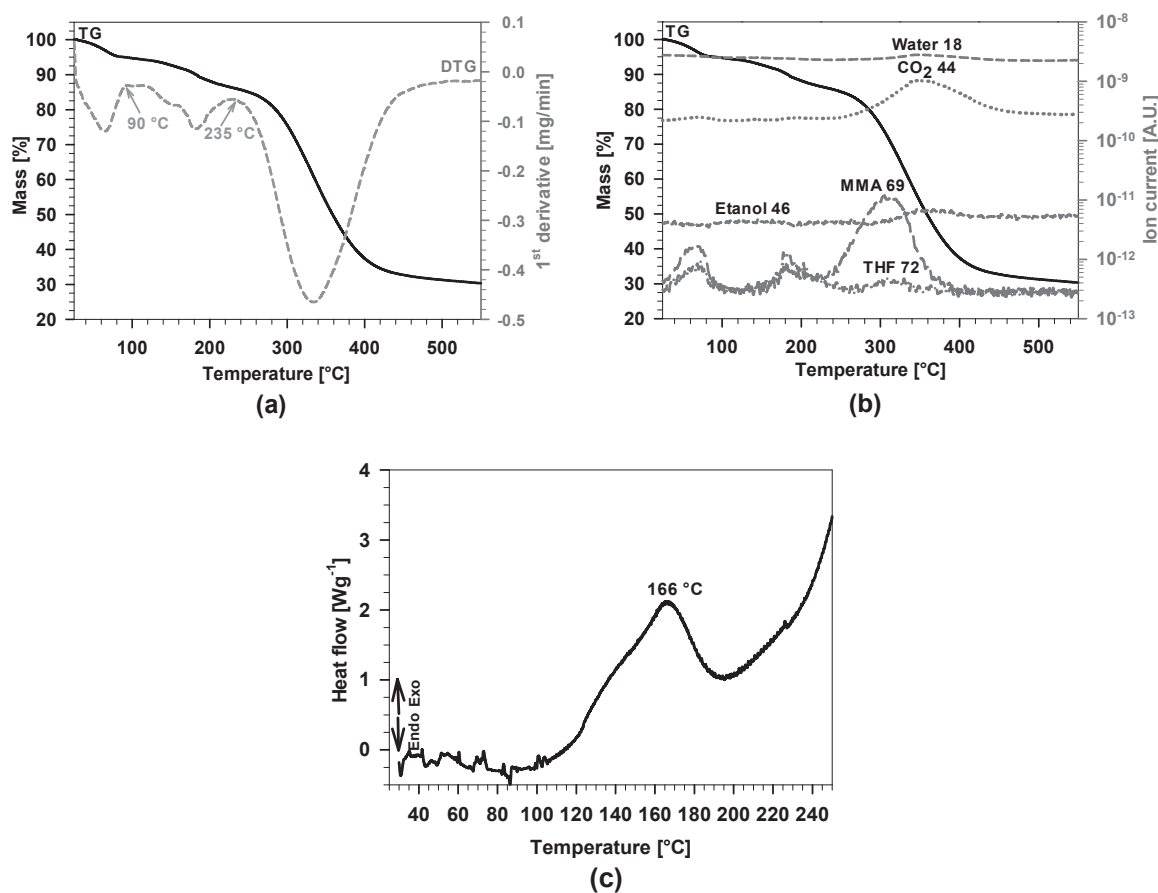 TG
DTG
90 °C
235 °C
100
90
80
70
60
50
40
30
20
Mass [%]
0.1
0.0
-0.1
-0.2
-0.3
-0.4
-0.5
1st derivative [mg/min]
100 200 300 400 500
Temperature [°C]
(a)
TG
Water 18
CO2 44
MMA 69
Etanol 46
THF 72
100
90
80
70
60
50
40
30
20
Mass [%]
10-8
10-9
10-10
10-11
10-12
10-13
Ion current [A.U.]
100 200 300 400 500
Temperature [°C]
(b)
166 °C
4
3
2
1
0
Heat flow [Wg-1]
Endo Exo
40 60 80 100 120 140 160 180 200 220 240
Temperature [°C]
(c)